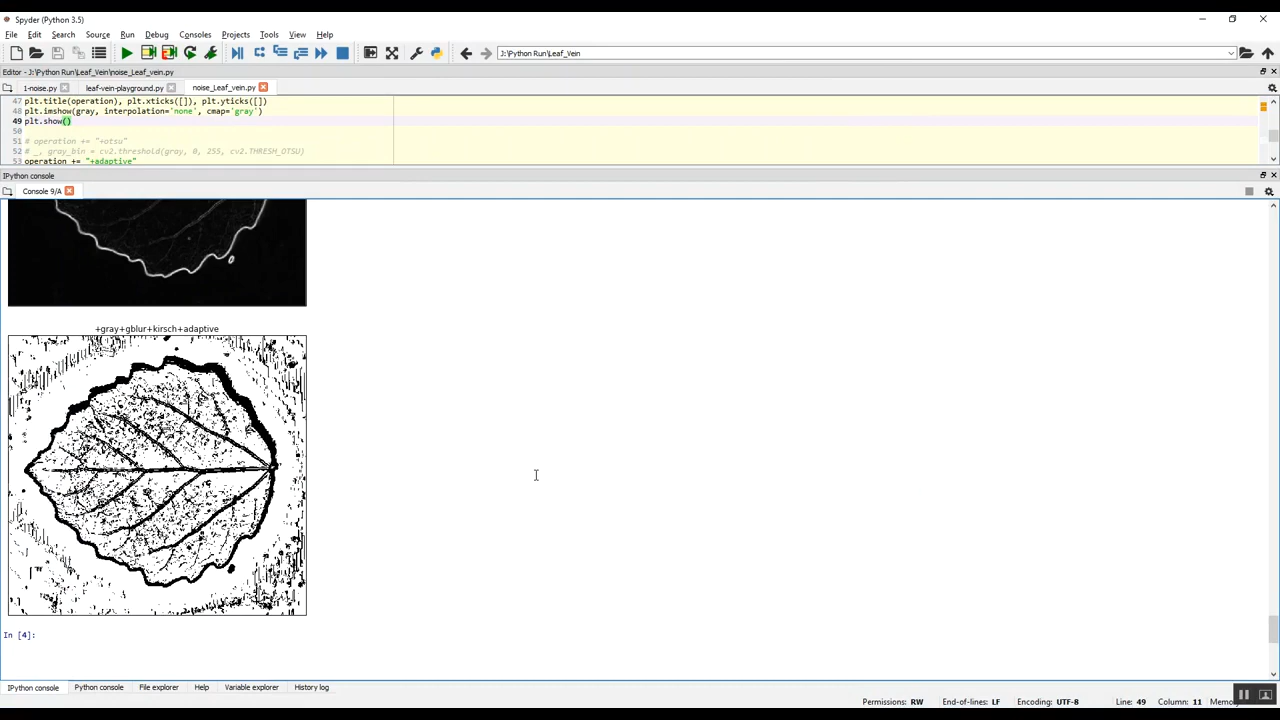 Spyder (Python 3.5)
File Edit Search Source Run Debug Consoles Projects Tools View Help
J:\Python Run\Leaf_Vein
Editor - J:\Python Run\Leaf_Vein\noise_Leaf_vein.py
1-noise.py leaf-vein-playground.py noise_Leaf_vein.py
47 plt.title(operation), plt.xticks([]), plt.yticks([])
48 plt.imshow(gray, interpolation='none', cmap='gray')
49 plt.show()
50
51 # operation += "+otsu"
52 # _, gray_bin = cv2.threshold(gray, 0, 255, cv2.THRESH_OTSU)
53 operation += "+adaptive"
IPython console
Console 9/A
+gray+gblur+kirsch+adaptive
In [4]:
IPython console Python console File explorer Help Variable explorer History log
Permissions: RW End-of-lines: LF Encoding: UTF-8 Line: 49 Column: 11